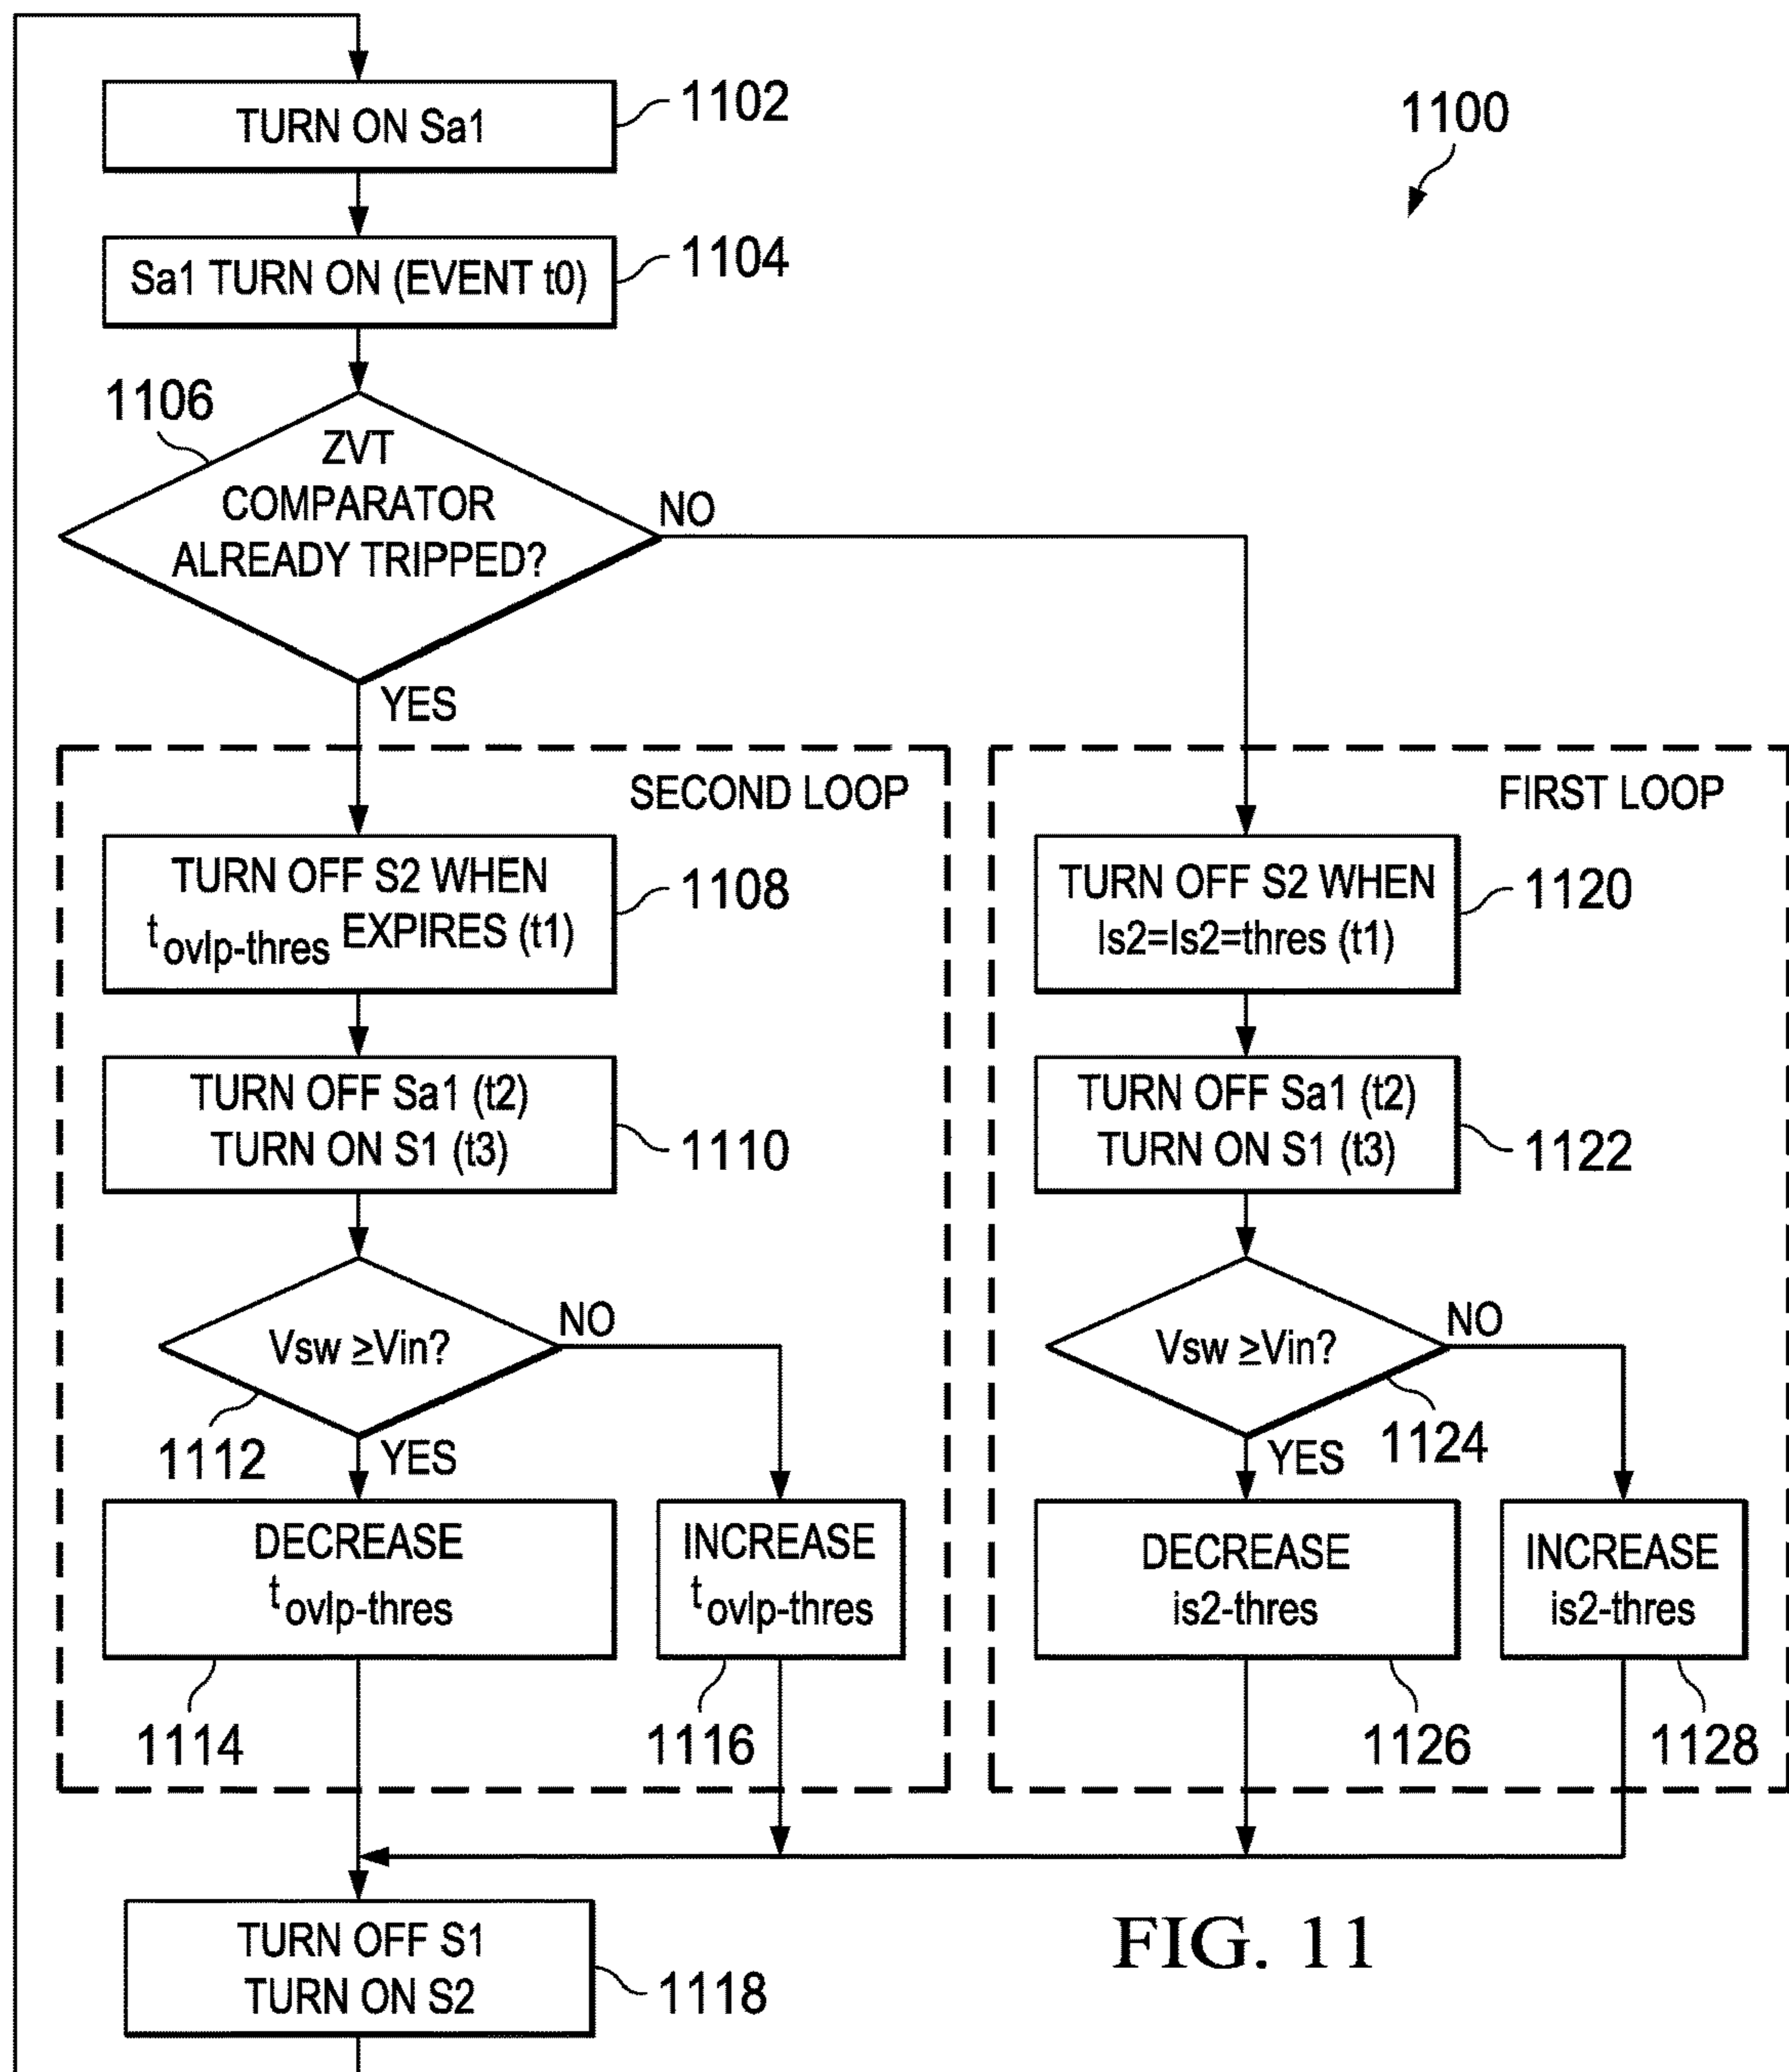 TURN ON Sa1
1102
1100
Sa1 TURN ON (EVENT t0)
1104
1106
ZVT
COMPARATOR
ALREADY TRIPPED?
NO
YES
SECOND LOOP
TURN OFF S2 WHEN
tovlp-thres EXPIRES (t1)
1108
TURN OFF Sa1 (t2)
TURN ON S1 (t3)
1110
Vsw ≥Vin?
NO
1112
YES
DECREASE
tovlp-thres
1114
INCREASE
tovlp-thres
1116
FIRST LOOP
TURN OFF S2 WHEN
Is2=Is2=thres (t1)
1120
TURN OFF Sa1 (t2)
TURN ON S1 (t3)
1122
Vsw ≥Vin?
NO
1124
YES
DECREASE
is2-thres
1126
INCREASE
is2-thres
1128
TURN OFF S1
TURN ON S2
1118
FIG. 11